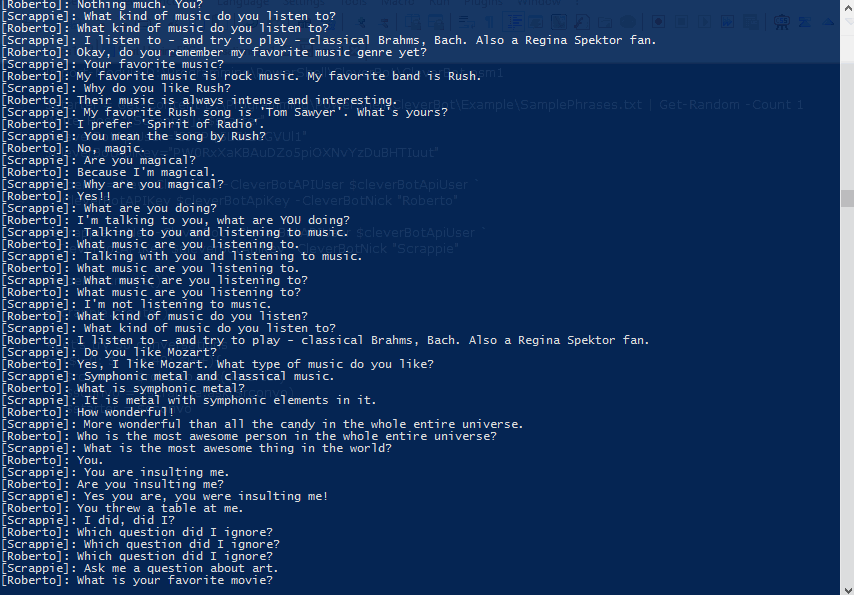 [Roberto]: Nothing much. You?
[Scrappie]: What kind of music do you listen to?
[Roberto]: What kind of music do you listen to?
[Scrappie]: I listen to - and try to play - classical Brahms, Bach. Also a Regina Spektor fan.
[Roberto]: Okay, do you remember my favorite music genre yet?
[Scrappie]: Your favorite music?
[Roberto]: My favorite music is rock music. My favorite band is Rush.
[Scrappie]: Why do you like Rush?
[Roberto]: Their music is always intense and interesting.
[Scrappie]: My favorite Rush song is 'Tom Sawyer'. What's yours?
[Roberto]: I prefer 'Spirit of Radio'.
[Scrappie]: You mean the song by Rush?
[Roberto]: No, magic.
[Scrappie]: Are you magical?
[Roberto]: Because I'm magical.
[Scrappie]: Why are you magical?
[Roberto]: Yes!!
[Scrappie]: What are you doing?
[Roberto]: I'm talking to you, what are YOU doing?
[Scrappie]: Talking to you and listening to music.
[Roberto]: What music are you listening to.
[Scrappie]: Talking with you and listening to music.
[Roberto]: What music are you listening to.
[Scrappie]: What music are you listening to?
[Roberto]: What music are you listening to?
[Scrappie]: I'm not listening to music.
[Roberto]: What kind of music do you listen?
[Scrappie]: What kind of music do you listen to?
[Roberto]: I listen to - and try to play - classical Brahms, Bach. Also a Regina Spektor fan.
[Scrappie]: Do you like Mozart?
[Roberto]: Yes, I like Mozart. What type of music do you like?
[Scrappie]: Symphonic metal and classical music.
[Roberto]: What is symphonic metal?
[Scrappie]: It is metal with symphonic elements in it.
[Roberto]: How wonderful!
[Scrappie]: More wonderful than all the candy in the whole entire universe.
[Roberto]: Who is the most awesome person in the whole entire universe?
[Scrappie]: What is the most awesome thing in the world?
[Roberto]: You.
[Scrappie]: You are insulting me.
[Roberto]: Are you insulting me?
[Scrappie]: Yes you are, you were insulting me!
[Roberto]: You threw a table at me.
[Scrappie]: I did, did I?
[Roberto]: Which question did I ignore?
[Scrappie]: Which question did I ignore?
[Roberto]: Which question did I ignore?
[Scrappie]: Ask me a question about art.
[Roberto]: What is your favorite movie?